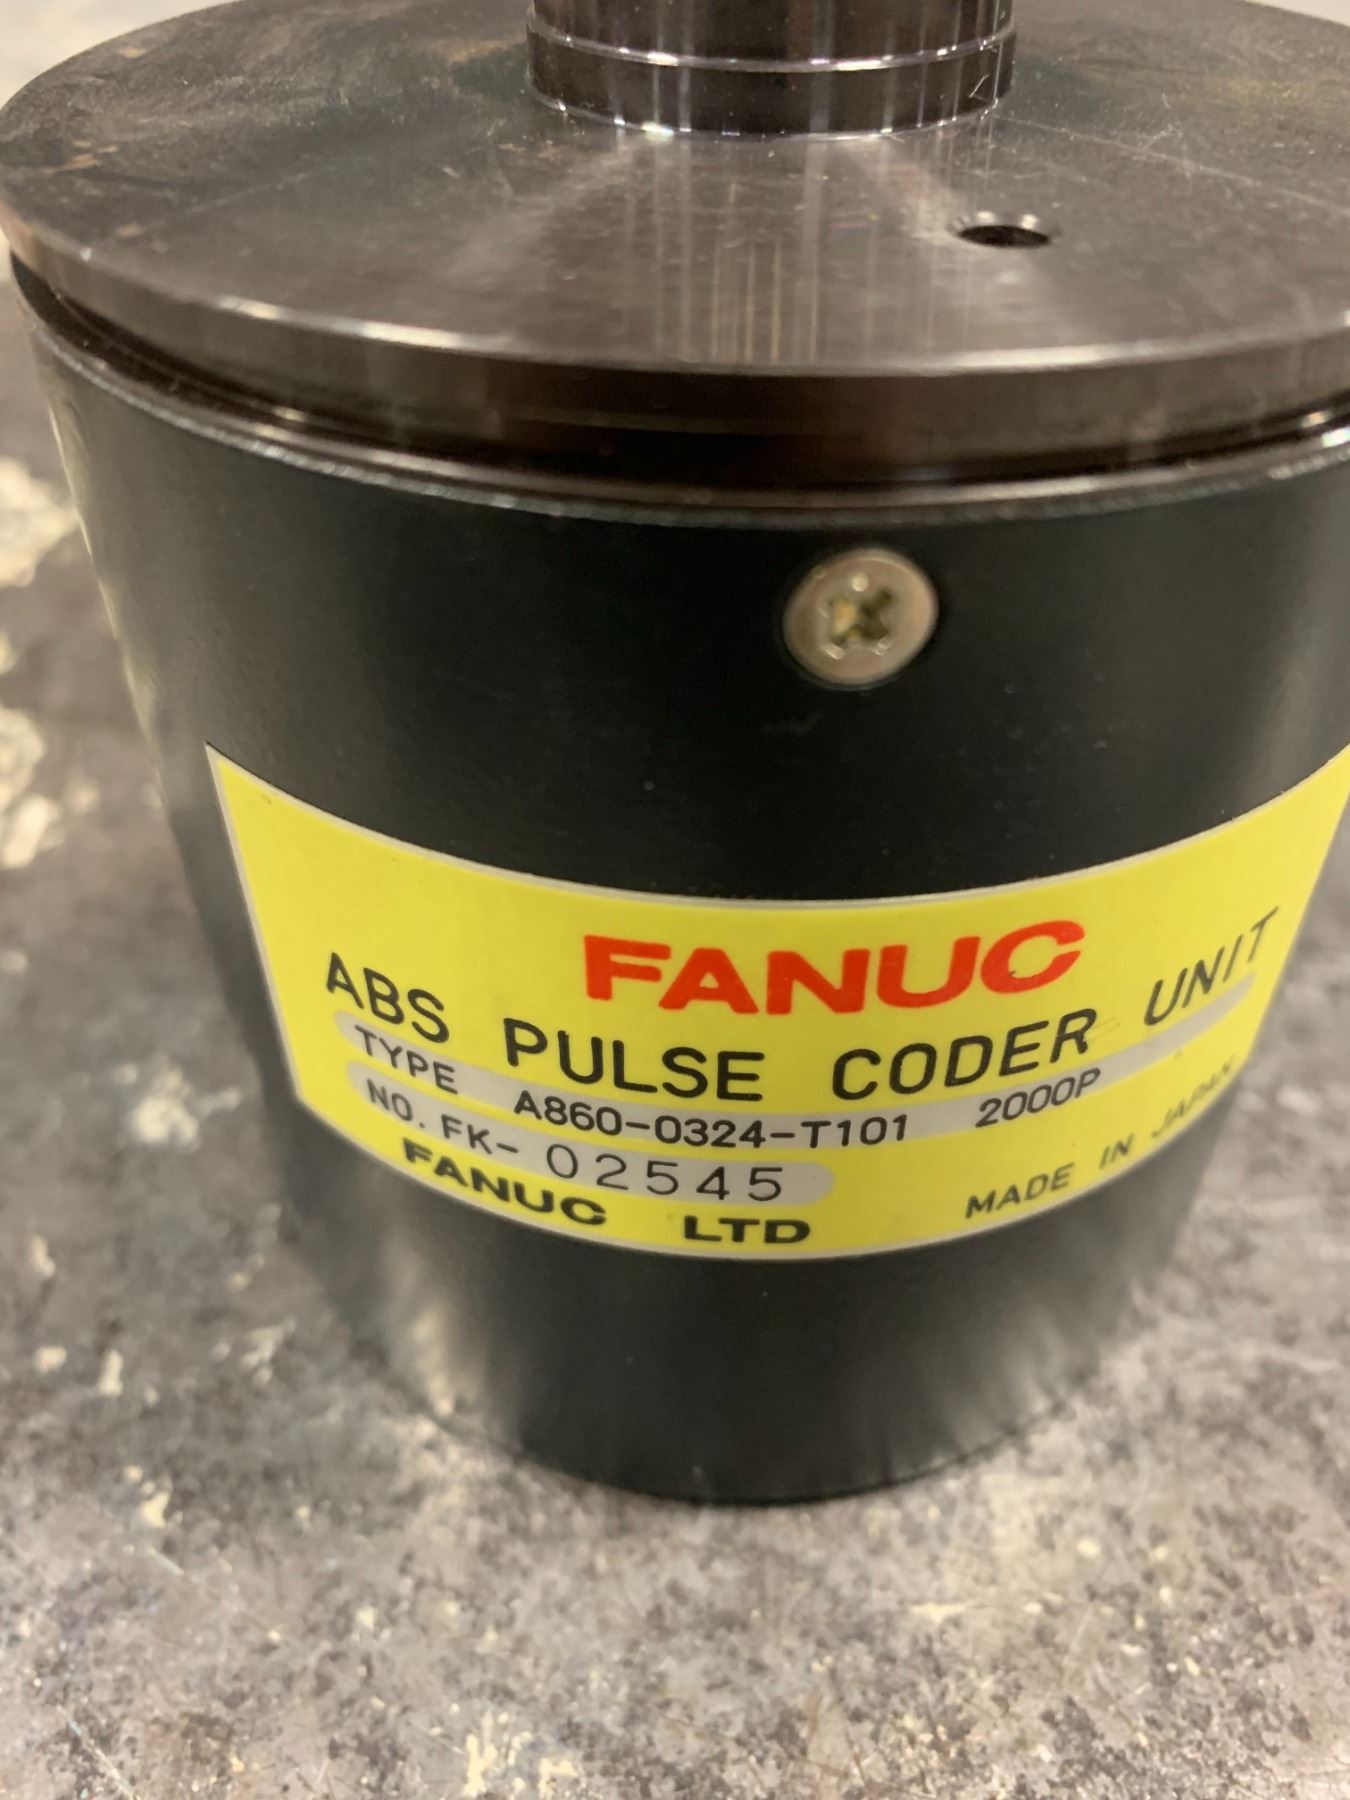 FANUC
ABS PULSE CODER UNIT
TYPE A860-0324-T101 2000P
NO. FK- 02545
FANUC LTD MADE IN JAPAN